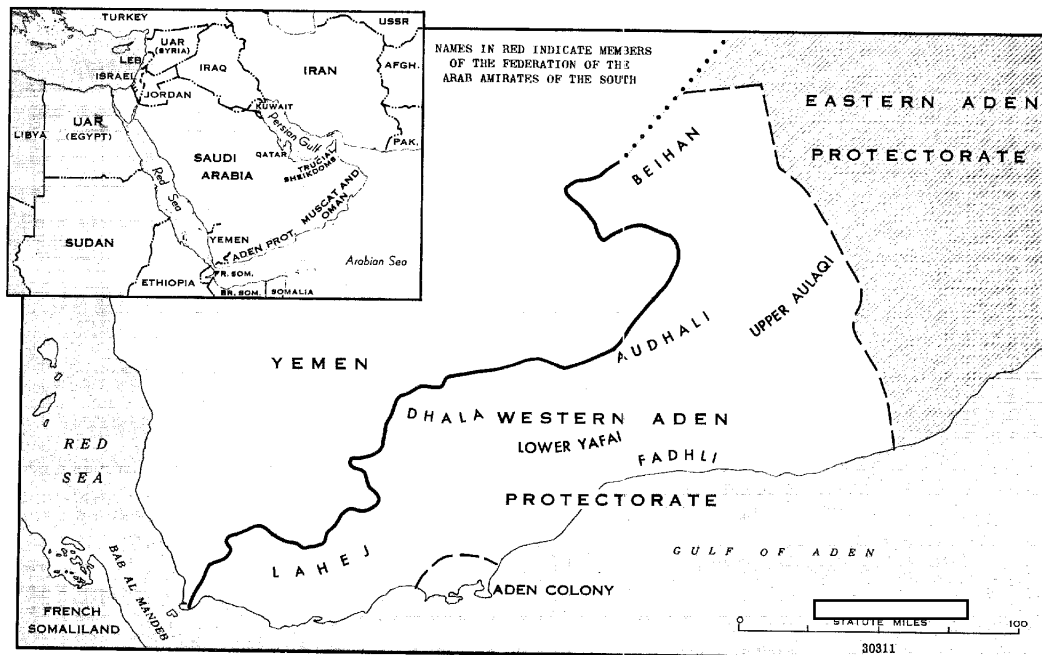 TURKEY
USSR
UAR
(SYRIA)
LEB.
ISRAEL
JORDAN
IRAQ
IRAN
AFGH.
KUWAIT
Persian Gulf
PAK.
LIBYA
UAR
(EGYPT)
SAUDI
ARABIA
QATAR
TRUCIAL
SHEIKDOMS
MUSCAT AND
OMAN
Red Sea
SUDAN
YEMEN
ADEN PROT.
Arabian Sea
ETHIOPIA
FR. SOM.
BR. SOM.
SOMALIA
NAMES IN RED INDICATE MEMBERS
OF THE FEDERATION OF THE
ARAB AMIRATES OF THE SOUTH
EASTERN ADEN
PROTECTORATE
BEIHAN
UPPER AULAQI
AUDHALI
YEMEN
DHALA
WESTERN ADEN
LOWER YAFAI
FADHLI
PROTECTORATE
RED
SEA
LAHEJ
BAB AL MANDEB
GULF OF ADEN
ADEN COLONY
FRENCH
SOMALILAND
0
STATUTE MILES
100
30311